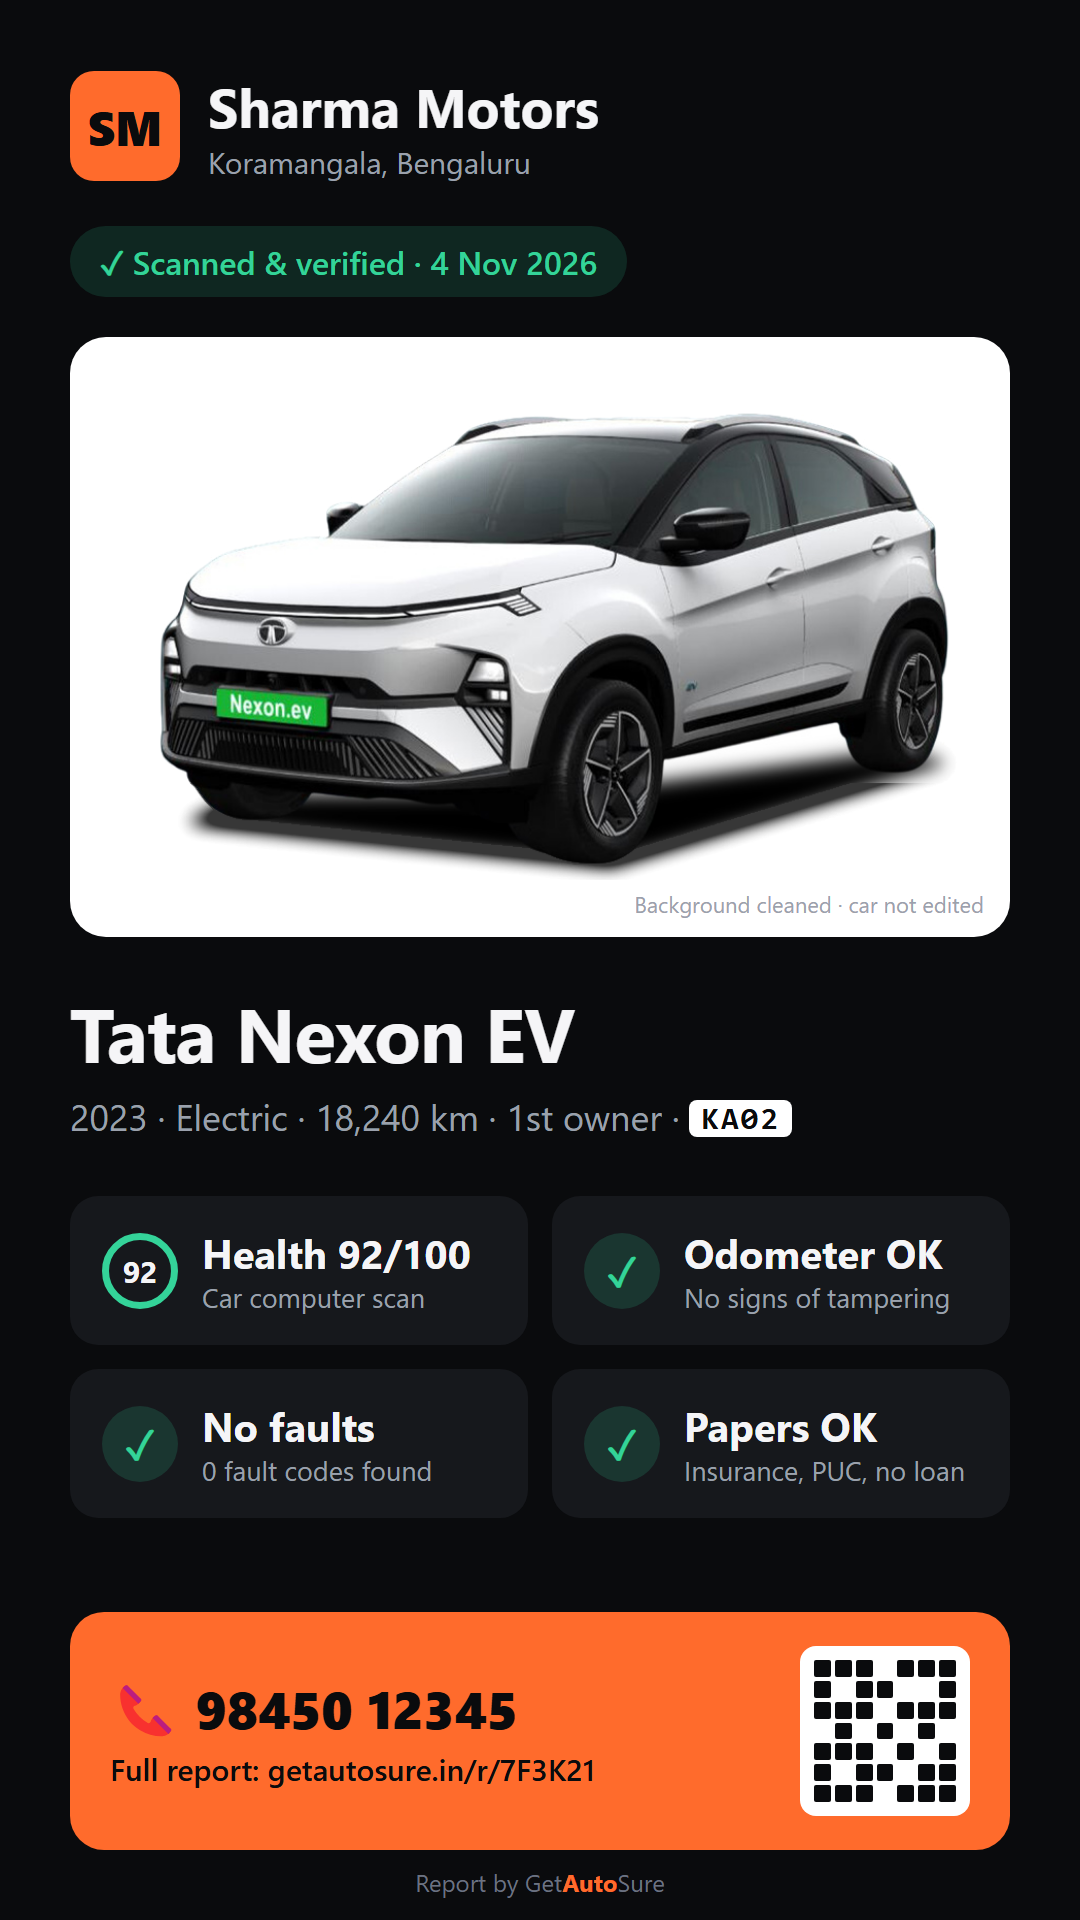 SM
Sharma Motors
Koramangala, Bengaluru
✓ Scanned & verified · 4 Nov 2026
Nexon.ev
Background cleaned · car not edited
Tata Nexon EV
2023 · Electric · 18,240 km · 1st owner · KA02
92
Health 92/100
Car computer scan
✓
Odometer OK
No signs of tampering
✓
No faults
0 fault codes found
✓
Papers OK
Insurance, PUC, no loan
98450 12345
Full report: getautosure.in/r/7F3K21
Report by GetAutoSure